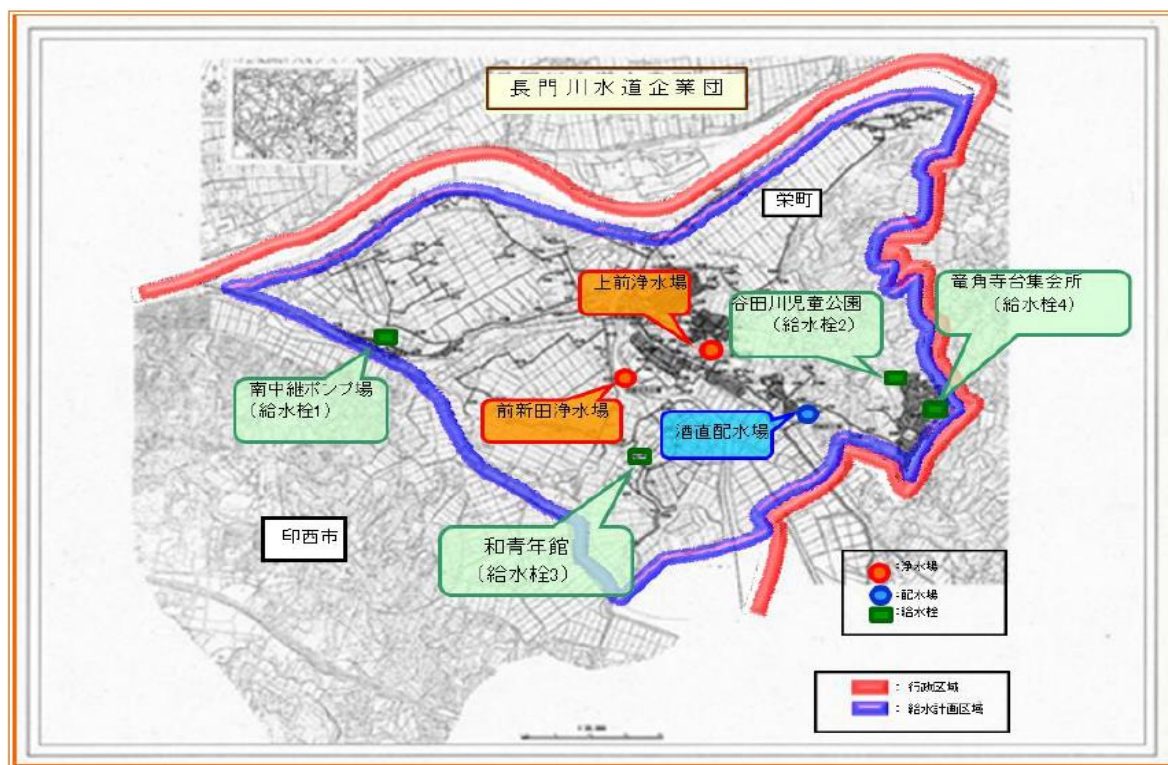 長門川水道企業団
栄町
上前浄水場
谷田川児童公園
(給水栓2)
竜角寺台集会所
(給水栓4)
南中継ポンプ場
(給水栓1)
前新田浄水場
酒直配水場
和青年館
(給水栓3)
印西市
:浄水場
:配水場
:給水栓
: 行政区域
: 給水計画区域